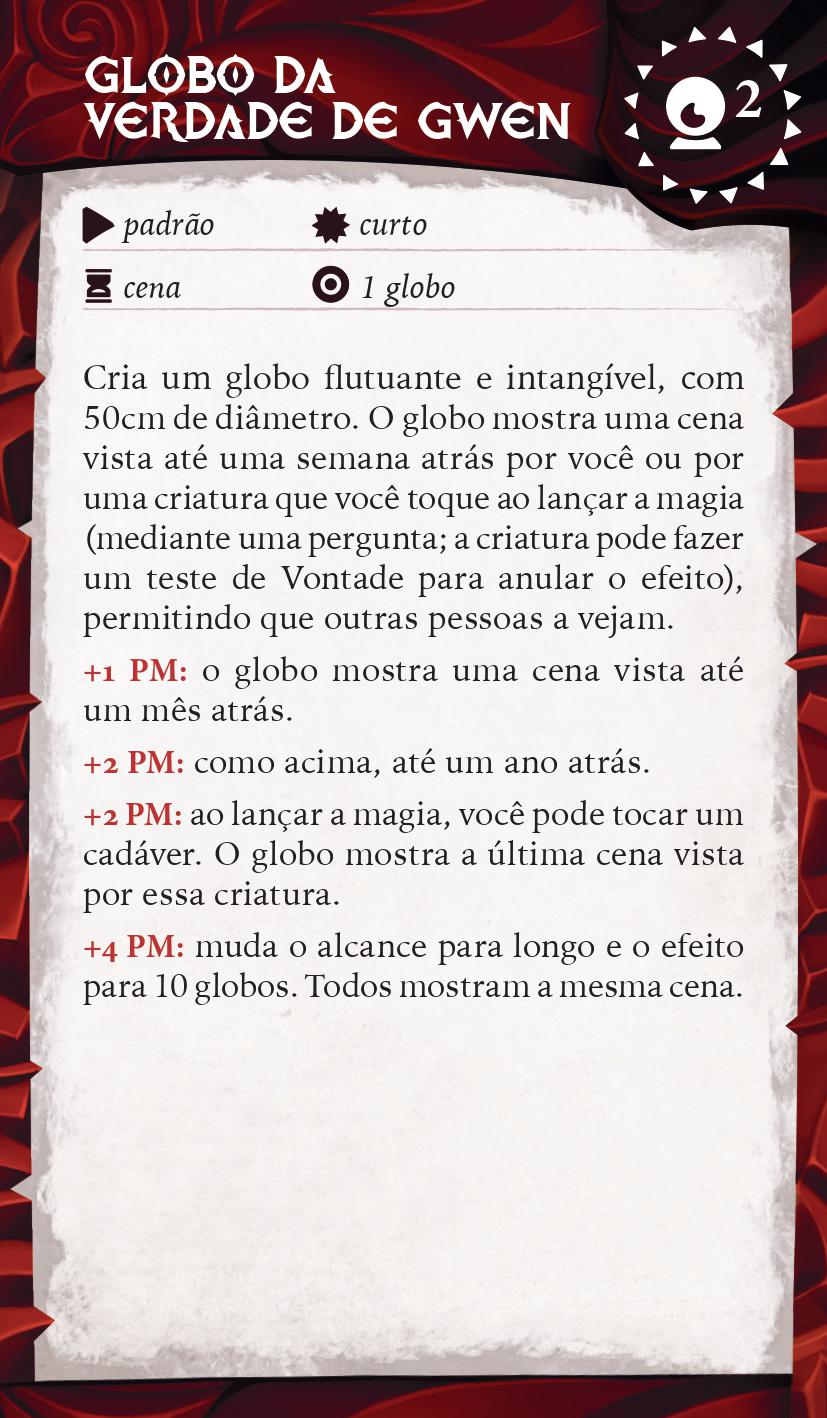 GLOBO DA
VERDADE DE GWEN
2
padrão curto
cena 1 globo
Cria um globo flutuante e intangível, com
50cm de diâmetro. O globo mostra uma cena
vista até uma semana atrás por você ou por
uma criatura que você toque ao lançar a magia
(mediante uma pergunta; a criatura pode fazer
um teste de Vontade para anular o efeito),
permitindo que outras pessoas a vejam.
+1 PM: o globo mostra uma cena vista até
um mês atrás.
+2 PM: como acima, até um ano atrás.
+2 PM: ao lançar a magia, você pode tocar um
cadáver. O globo mostra a última cena vista
por essa criatura.
+4 PM: muda o alcance para longo e o efeito
para 10 globos. Todos mostram a mesma cena.